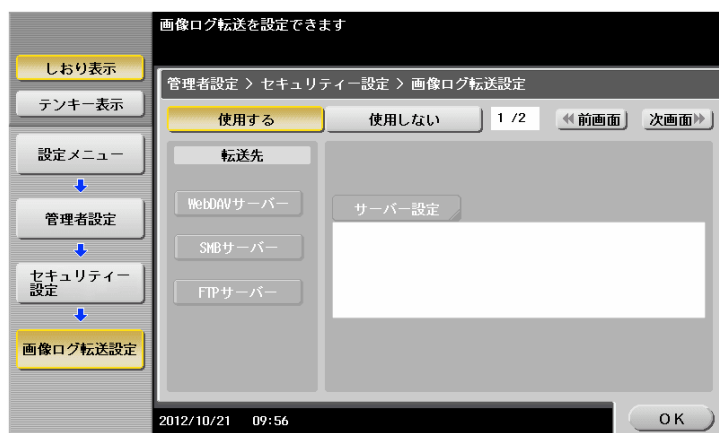 画像ログ転送を設定できます
しおり表示
テンキー表示
設定メニュー
管理者設定
セキュリティー
設定
画像ログ転送設定
管理者設定 > セキュリティー設定 > 画像ログ転送設定
使用する
使用しない
1 /2
前画面
次画面
転送先
WebDAVサーバー
SMBサーバー
FTPサーバー
サーバー設定
2012/10/21 09:56
OK